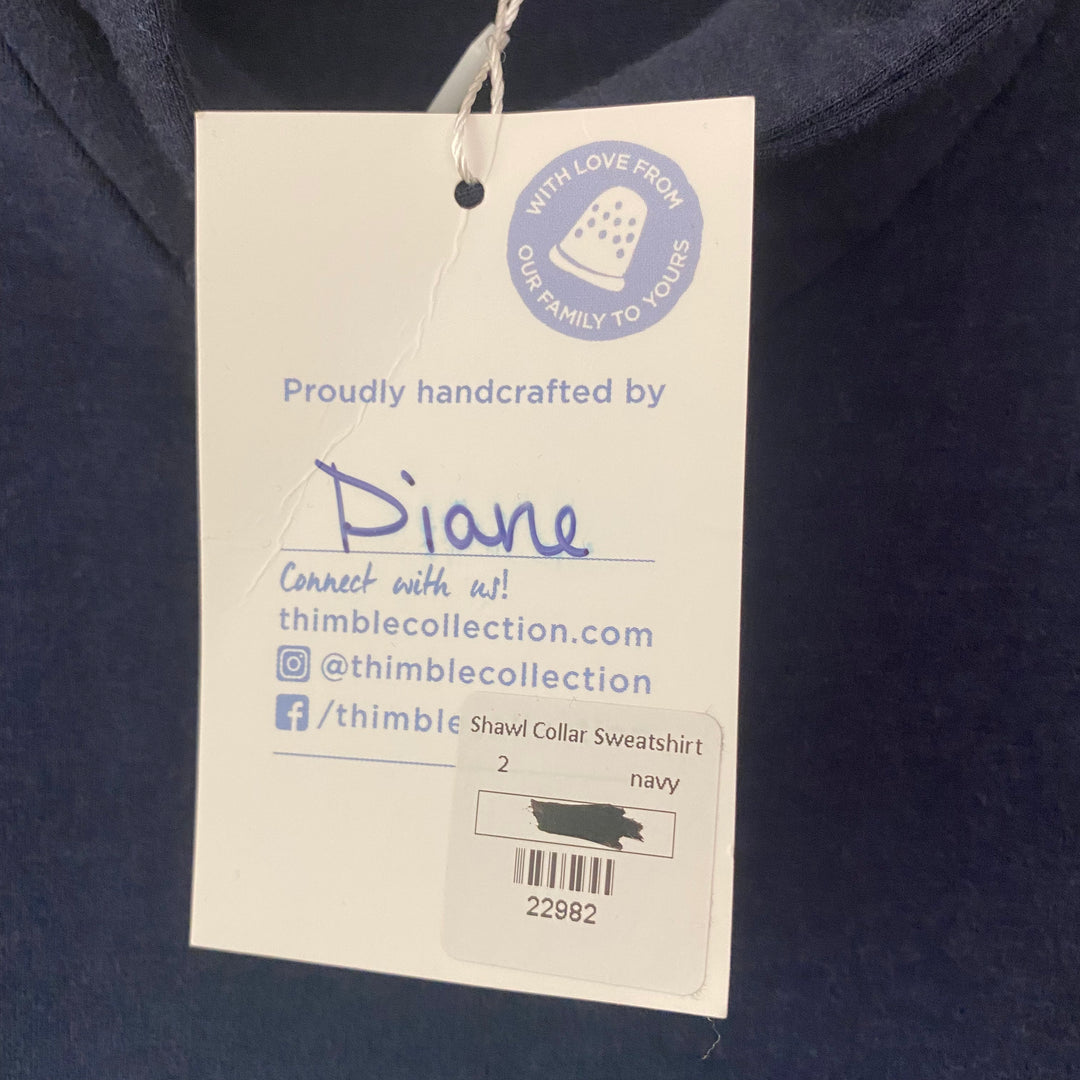 WITH LOVE FROM
OUR FAMILY TO YOURS
Proudly handcrafted by
Diane
Connect with us!
thimblecollection.com
@thimblecollection
/thimble
Shawl Collar Sweatshirt
2 navy
22982